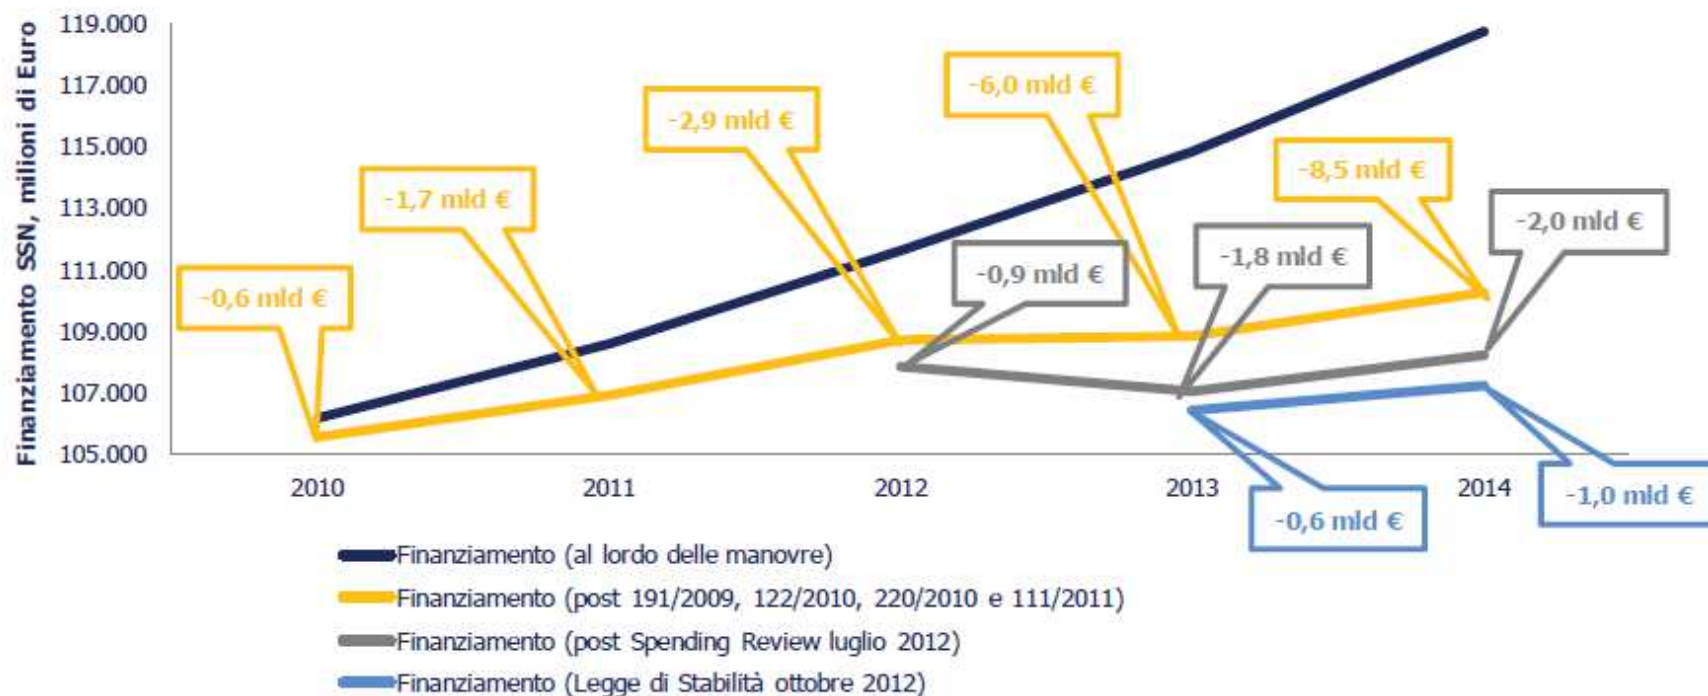 Finanziamento SSN, milioni di Euro
119.000
117.000
115.000
113.000
111.000
109.000
107.000
105.000
-0,6 mld €
-1,7 mld €
-2,9 mld €
-6,0 mld €
-8,5 mld €
-0,9 mld €
-1,8 mld €
-2,0 mld €
-0,6 mld €
-1,0 mld €
2010
2011
2012
2013
2014
Finanziamento (al lordo delle manovre)
Finanziamento (post 191/2009, 122/2010, 220/2010 e 111/2011)
Finanziamento (post Spending Review luglio 2012)
Finanziamento (Legge di Stabilità ottobre 2012)